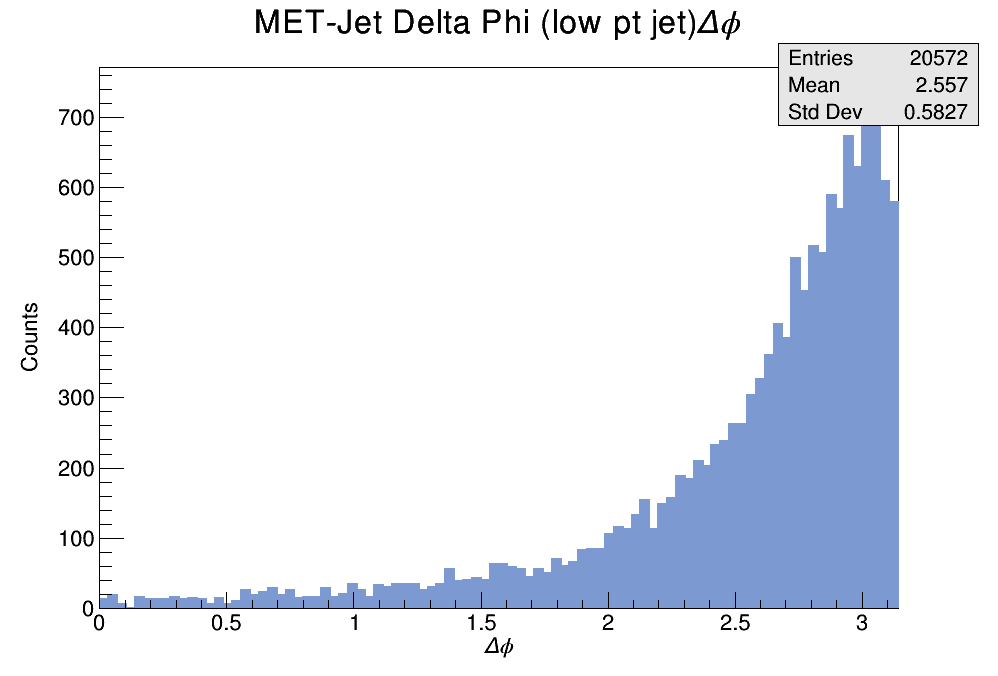 MET-Jet Delta Phi (low pt jet)Δϕ
Entries 20572
Mean 2.557
Std Dev 0.5827
700
600
500
400
300
200
100
0
Counts
0 0.5 1 1.5 2 2.5 3
Δϕ